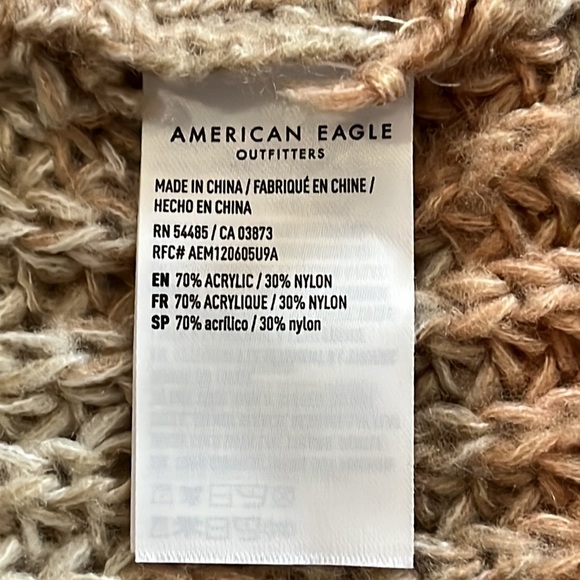 AMERICAN EAGLE
OUTFITTERS
MADE IN CHINA / FABRIQUÉ EN CHINE /
HECHO EN CHINA
RN 54485 / CA 03873
RFC# AEM120605U9A
EN 70% ACRYLIC / 30% NYLON
FR 70% ACRYLIQUE / 30% NYLON
SP 70% acrílico / 30% nylon